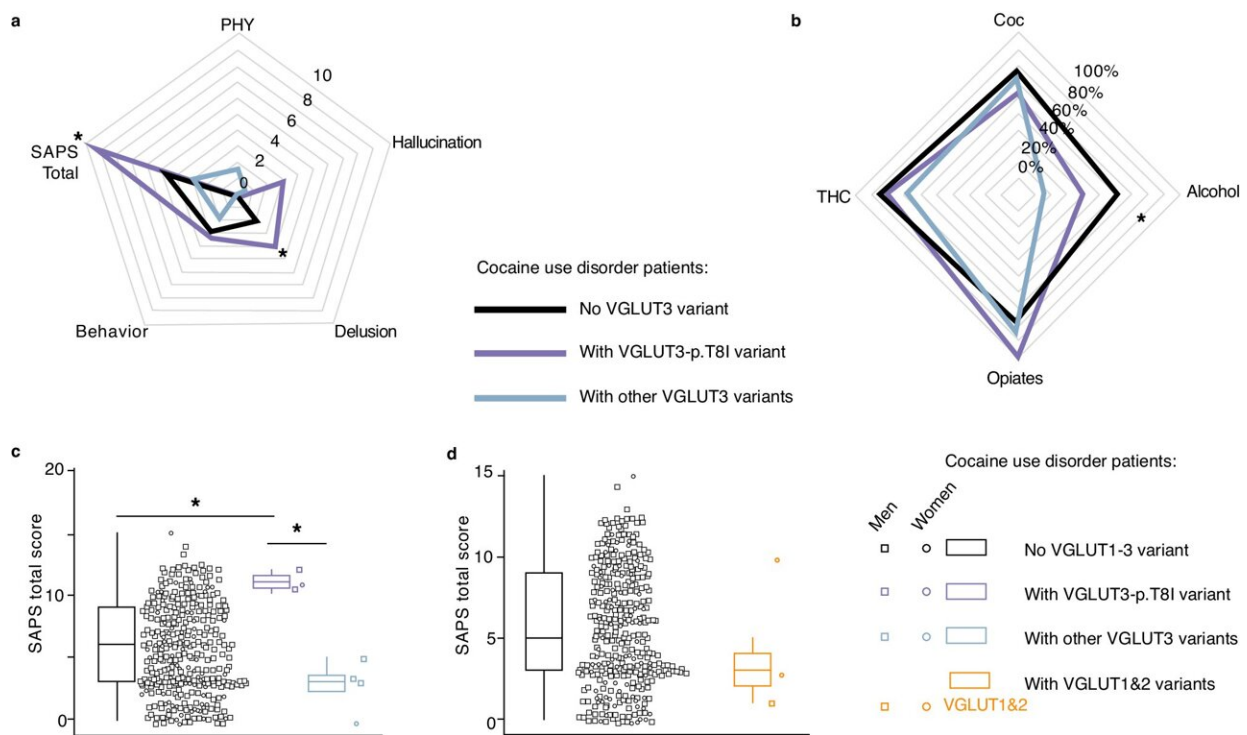 a
PHY
10
8
6
4
2
0
*
SAPS
Total
Hallucination
*
Behavior
Delusion
b
Coc
100%
80%
60%
40%
20%
0%
THC
Alcohol
*
Opiates
Cocaine use disorder patients:
No VGLUT3 variant
With VGLUT3-p.T8I variant
With other VGLUT3 variants
c
SAPS total score
20
10
0
*
*
d
SAPS total score
15
10
5
0
Cocaine use disorder patients:
Men
Women
No VGLUT1-3 variant
With VGLUT3-p.T8I variant
With other VGLUT3 variants
With VGLUT1&2 variants
VGLUT1&2